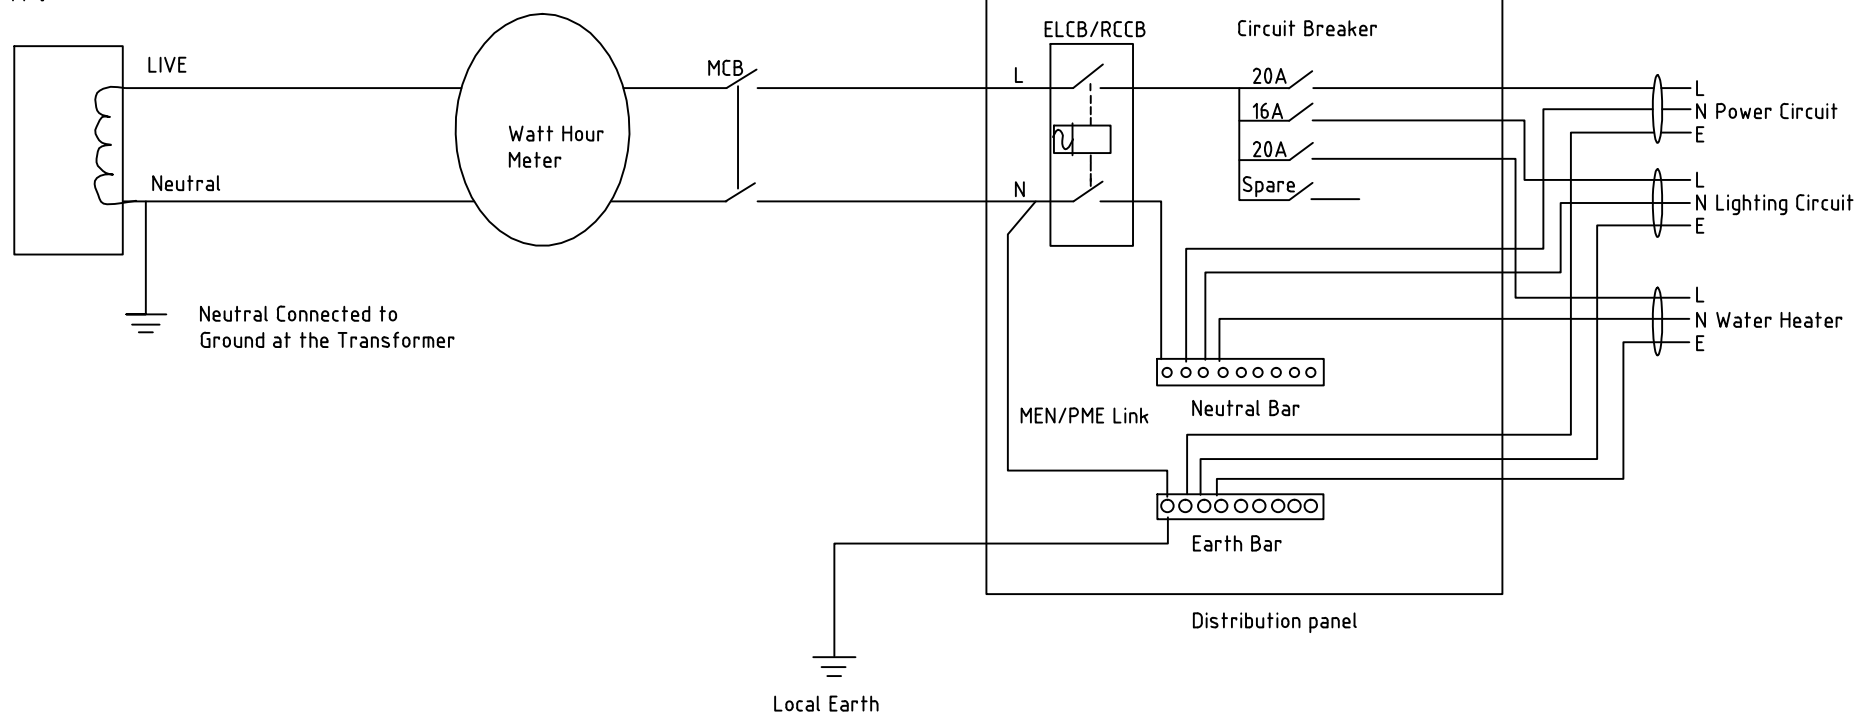 LIVE
Neutral
Neutral Connected to
Ground at the Transformer
Watt Hour
Meter
MCB
L
N
ELCB/RCCB
Circuit Breaker
20A
16A
20A
Spare
L
N Power Circuit
E
L
N Lighting Circuit
E
L
N Water Heater
E
Neutral Bar
MEN/PME Link
Earth Bar
Distribution panel
Local Earth